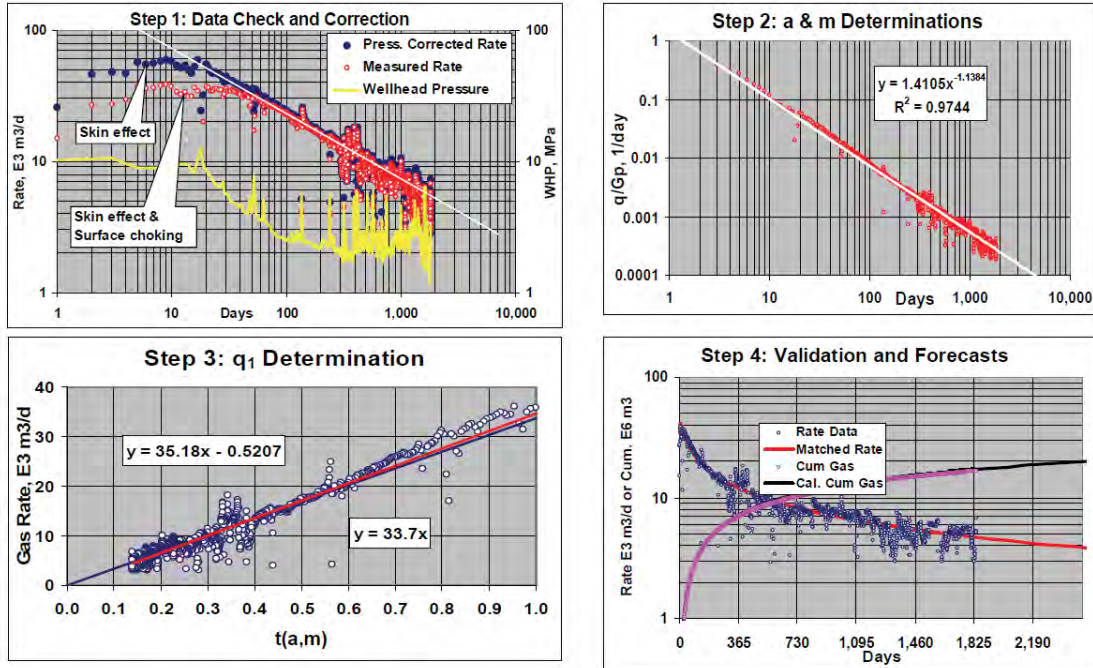 Step 1: Data Check and Correction
100
10
1
Rate, E3 m3/d
Press. Corrected Rate
Measured Rate
Wellhead Pressure
Skin effect
Skin effect &
Surface choking
100
10
1
WHP, MPa
1 10 100 1,000 10,000
Days
Step 2: a & m Determinations
1
0.1
0.01
0.001
0.0001
q/Gp, 1/day
y = 1.4105x^-1.1384
R² = 0.9744
1 10 100 1,000 10,000
Days
Step 3: q₁ Determination
40
30
20
10
0
Gas Rate, E3 m3/d
y = 35.18x - 0.5207
y = 33.7x
0.0 0.1 0.2 0.3 0.4 0.5 0.6 0.7 0.8 0.9 1.0
t(a,m)
Step 4: Validation and Forecasts
100
10
1
Rate E3 m3/d or Cum. E6 m3
Rate Data
Matched Rate
Cum Gas
Cal. Cum Gas
0 365 730 1,095 1,460 1,825 2,190
Days